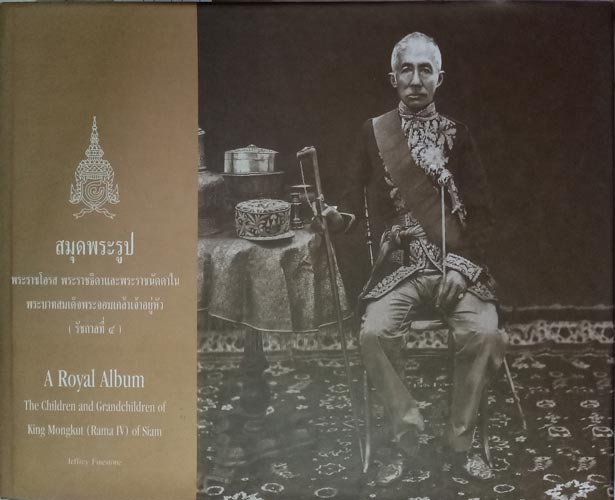 สมุดพระรูป
พระราชโอรส พระราชธิดาและพระราชนัดดาใน
พระบาทสมเด็จพระจอมเกล้าเจ้าอยู่หัว
( รัชกาลที่ ๔ )
A Royal Album
The Children and Grandchildren of
King Mongkut (Rama IV) of Siam
Jeffrey Finestone